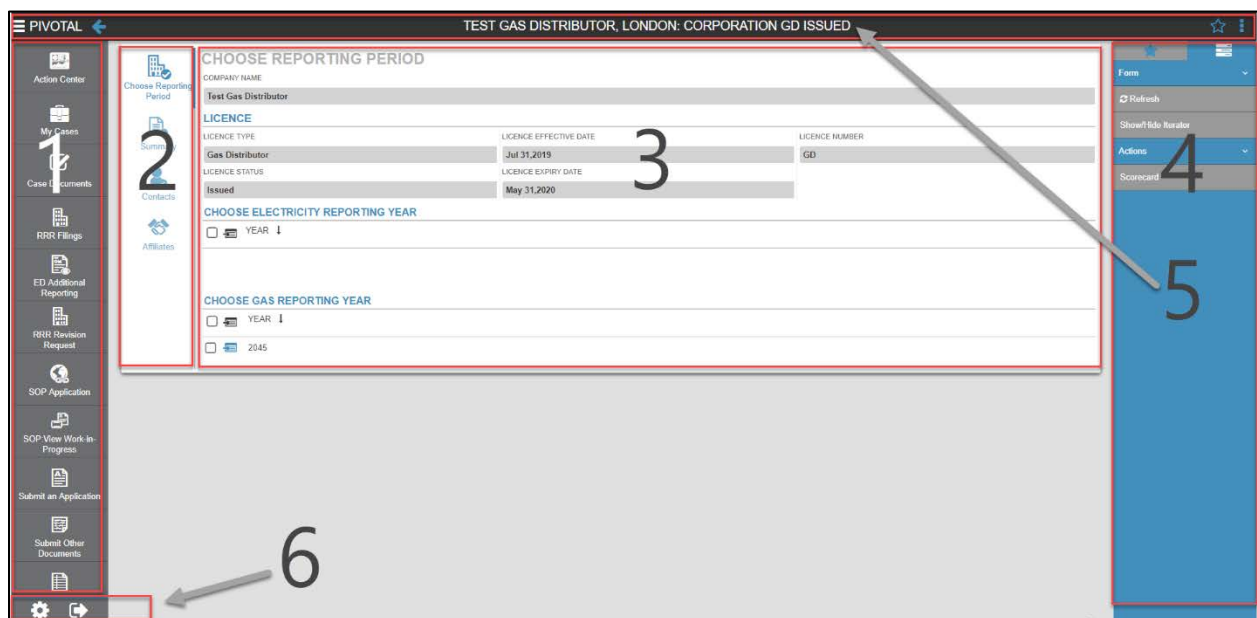 PIVOTAL
TEST GAS DISTRIBUTOR, LONDON: CORPORATION GD ISSUED
Action Center
My Cases
1
Case Documents
RRR Filings
ED Additional
Reporting
RRR Revision
Request
SOP Application
SOP View Work-in-
Progress
Submit an Application
Submit Other
Documents
Choose Reporting
Period
Summary
2
Contacts
Affiliates
CHOOSE REPORTING PERIOD
COMPANY NAME
Test Gas Distributor
LICENCE
LICENCE TYPE LICENCE EFFECTIVE DATE LICENCE NUMBER
Gas Distributor Jul 31,2019 GD
3
LICENCE STATUS LICENCE EXPIRY DATE
Issued May 31,2020
CHOOSE ELECTRICITY REPORTING YEAR
YEAR ↓
CHOOSE GAS REPORTING YEAR
YEAR ↓
2045
Form
Refresh
Show/Hide Iterator
Actions
4
Scorecard
5
6